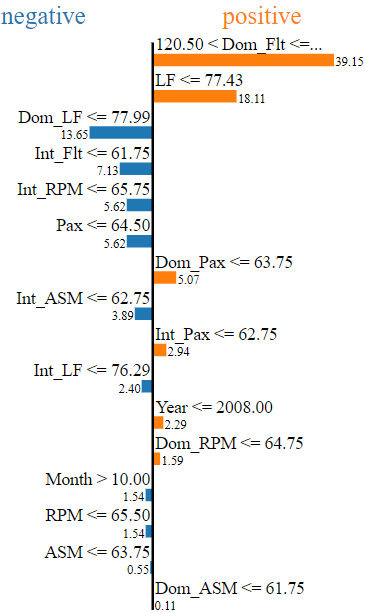 negative positive
120.50 < Dom_Flt <=...
39.15
LF <= 77.43
18.11
Dom_LF <= 77.99
13.65
Int_Flt <= 61.75
7.13
Int_RPM <= 65.75
5.62
Pax <= 64.50
5.62
Dom_Pax <= 63.75
5.07
Int_ASM <= 62.75
3.89
Int_Pax <= 62.75
2.94
Int_LF <= 76.29
2.40
Year <= 2008.00
2.29
Dom_RPM <= 64.75
1.59
Month > 10.00
1.54
RPM <= 65.50
1.54
ASM <= 63.75
0.55
Dom_ASM <= 61.75
0.11